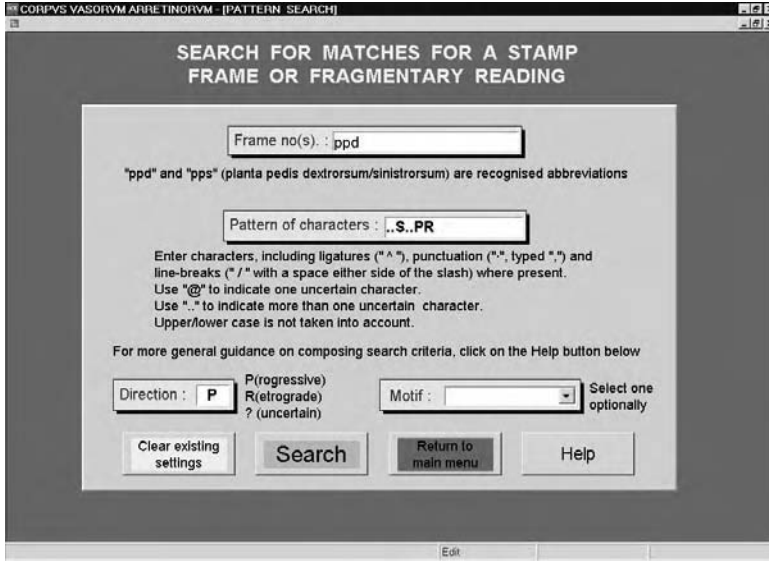 CORPVS VASORVM ARRETINORVM - [PATTERN SEARCH]
SEARCH FOR MATCHES FOR A STAMP
FRAME OR FRAGMENTARY READING
Frame no(s). : ppd
"ppd" and "pps" (planta pedis dextrorsum/sinistrorsum) are recognised abbreviations
Pattern of characters : ..S..PR
Enter characters, including ligatures ("^"), punctuation ("·", typed ",") and
line-breaks (" / " with a space either side of the slash) where present.
Use "@" to indicate one uncertain character.
Use ".." to indicate more than one uncertain character.
Upper/lower case is not taken into account.
For more general guidance on composing search criteria, click on the Help button below
Direction : P
P(rogressive)
R(etrograde)
? (uncertain)
Motif :
Select one
optionally
Clear existing
settings
Search
Return to
main menu
Help
Edit